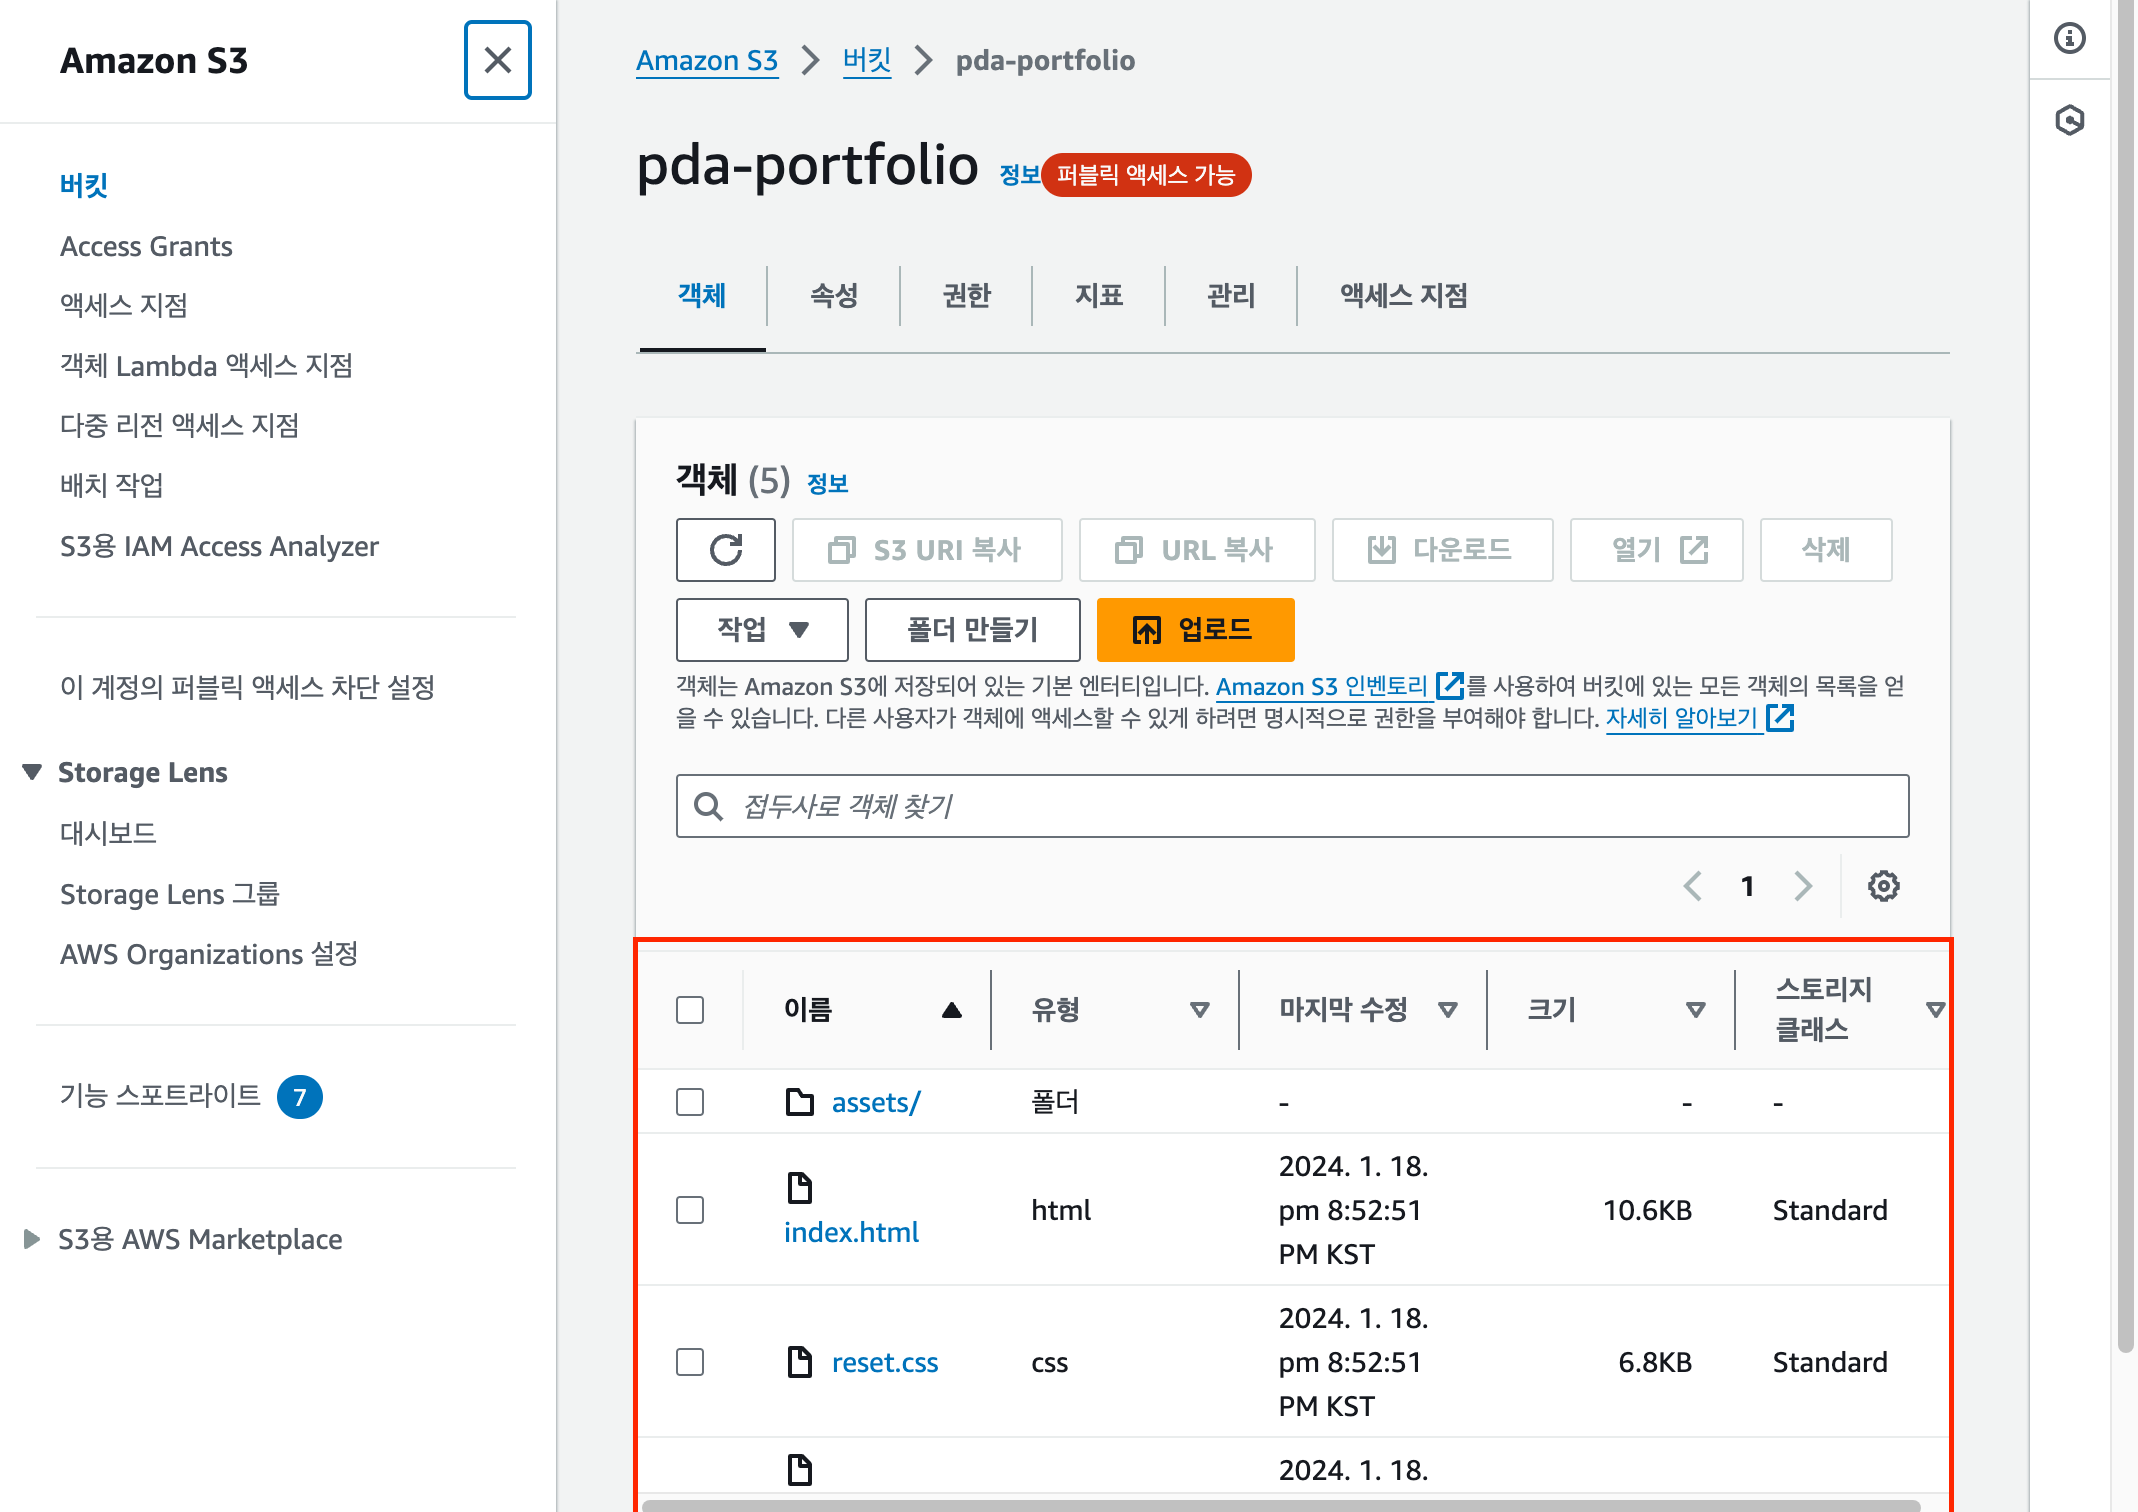 Amazon S3
버킷
Access Grants
액세스 지점
객체 Lambda 액세스 지점
다중 리전 액세스 지점
배치 작업
S3용 IAM Access Analyzer
이 계정의 퍼블릭 액세스 차단 설정
Storage Lens
대시보드
Storage Lens 그룹
AWS Organizations 설정
기능 스포트라이트 7
S3용 AWS Marketplace
Amazon S3 버킷 pda-portfolio
pda-portfolio 정보 퍼블릭 액세스 가능
객체 속성 권한 지표 관리 액세스 지점
객체 (5) 정보
S3 URI 복사 URL 복사 다운로드 열기 삭제
작업 폴더 만들기 업로드
객체는 Amazon S3에 저장되어 있는 기본 엔터티입니다. Amazon S3 인벤토리 를 사용하여 버킷에 있는 모든 객체의 목록을 얻
을 수 있습니다. 다른 사용자가 객체에 액세스할 수 있게 하려면 명시적으로 권한을 부여해야 합니다. 자세히 알아보기
접두사로 객체 찾기
1
이름 유형 마지막 수정 크기 스토리지
클래스
assets/ 폴더 - - -
2024. 1. 18.
index.html html pm 8:52:51 10.6KB Standard
PM KST
2024. 1. 18.
reset.css css pm 8:52:51 6.8KB Standard
PM KST
2024. 1. 18.